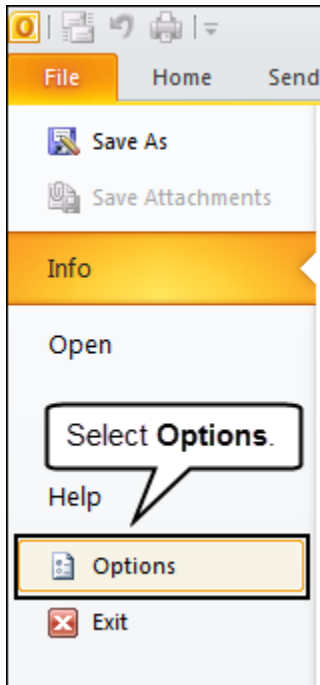 File Home Send
Save As
Save Attachments
Info
Open
Select Options.
Help
Options
Exit